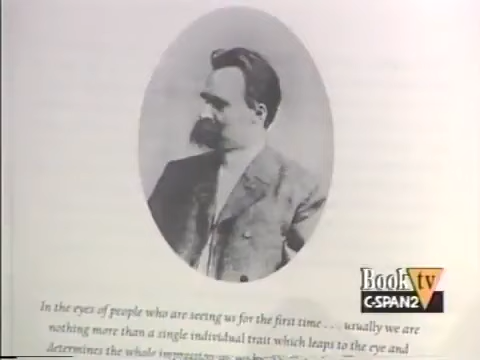 Book tv
C-SPAN2
In the eyes of people who are seeing us for the first time . . . usually we are
nothing more than a single individual trait which leaps to the eye and
determines the whole impression